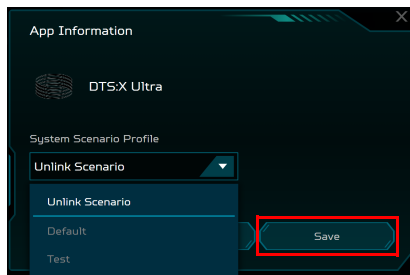 App Information
DTS:X Ultra
System Scenario Profile
Unlink Scenario
Unlink Scenario
Default
Save
Test